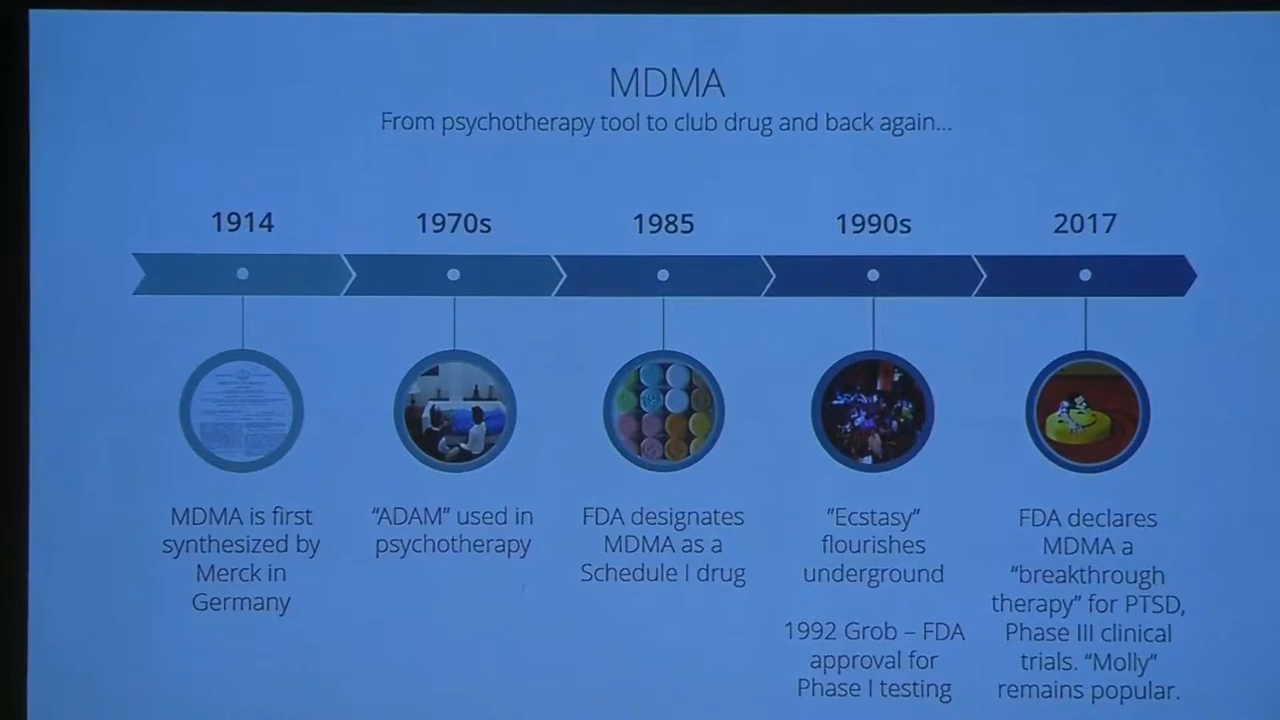 MDMA
From psychotherapy tool to club drug and back again...
1914
1970s
1985
1990s
2017
MDMA is first
synthesized by
Merck in
Germany
“ADAM” used in
psychotherapy
FDA designates
MDMA as a
Schedule I drug
”Ecstasy”
flourishes
underground
1992 Grob – FDA
approval for
Phase I testing
FDA declares
MDMA a
“breakthrough
therapy” for PTSD,
Phase III clinical
trials. “Molly”
remains popular.